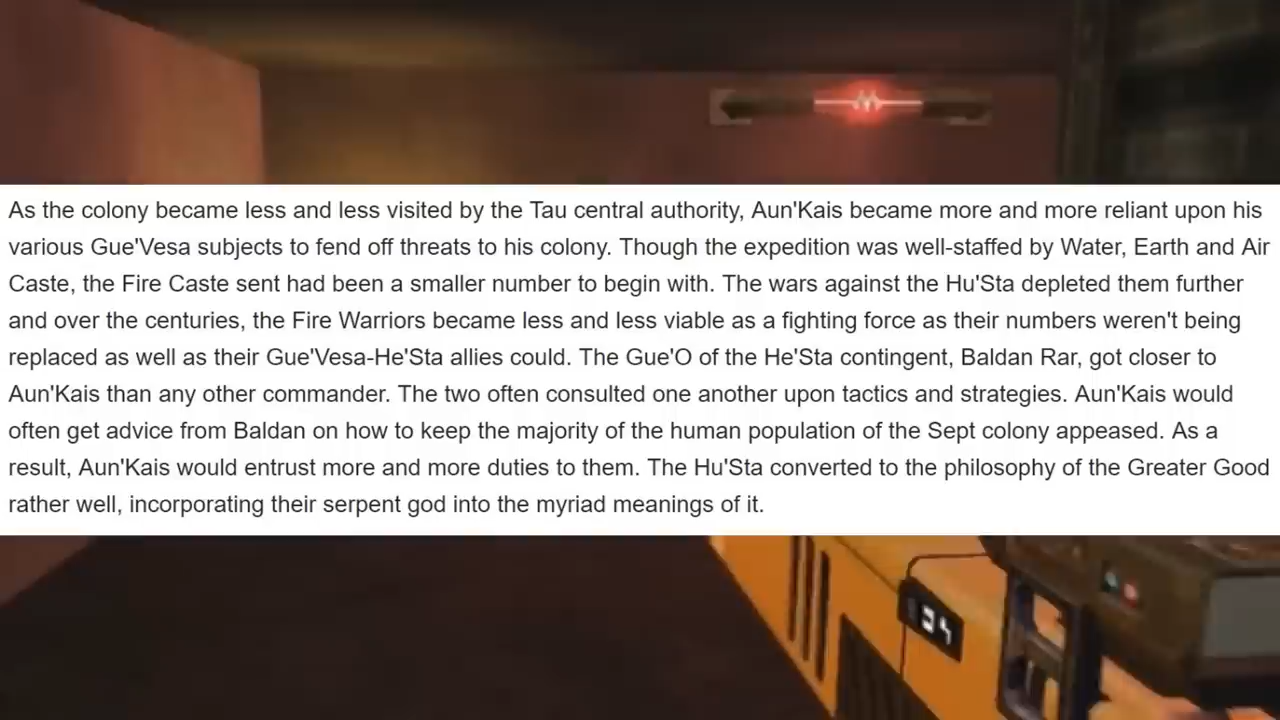 As the colony became less and less visited by the Tau central authority, Aun'Kais became more and more reliant upon his
various Gue'Vesa subjects to fend off threats to his colony. Though the expedition was well-staffed by Water, Earth and Air
Caste, the Fire Caste sent had been a smaller number to begin with. The wars against the Hu'Sta depleted them further
and over the centuries, the Fire Warriors became less and less viable as a fighting force as their numbers weren't being
replaced as well as their Gue'Vesa-He'Sta allies could. The Gue'O of the He'Sta contingent, Baldan Rar, got closer to
Aun'Kais than any other commander. The two often consulted one another upon tactics and strategies. Aun'Kais would
often get advice from Baldan on how to keep the majority of the human population of the Sept colony appeased. As a
result, Aun'Kais would entrust more and more duties to them. The Hu'Sta converted to the philosophy of the Greater Good
rather well, incorporating their serpent god into the myriad meanings of it.
34